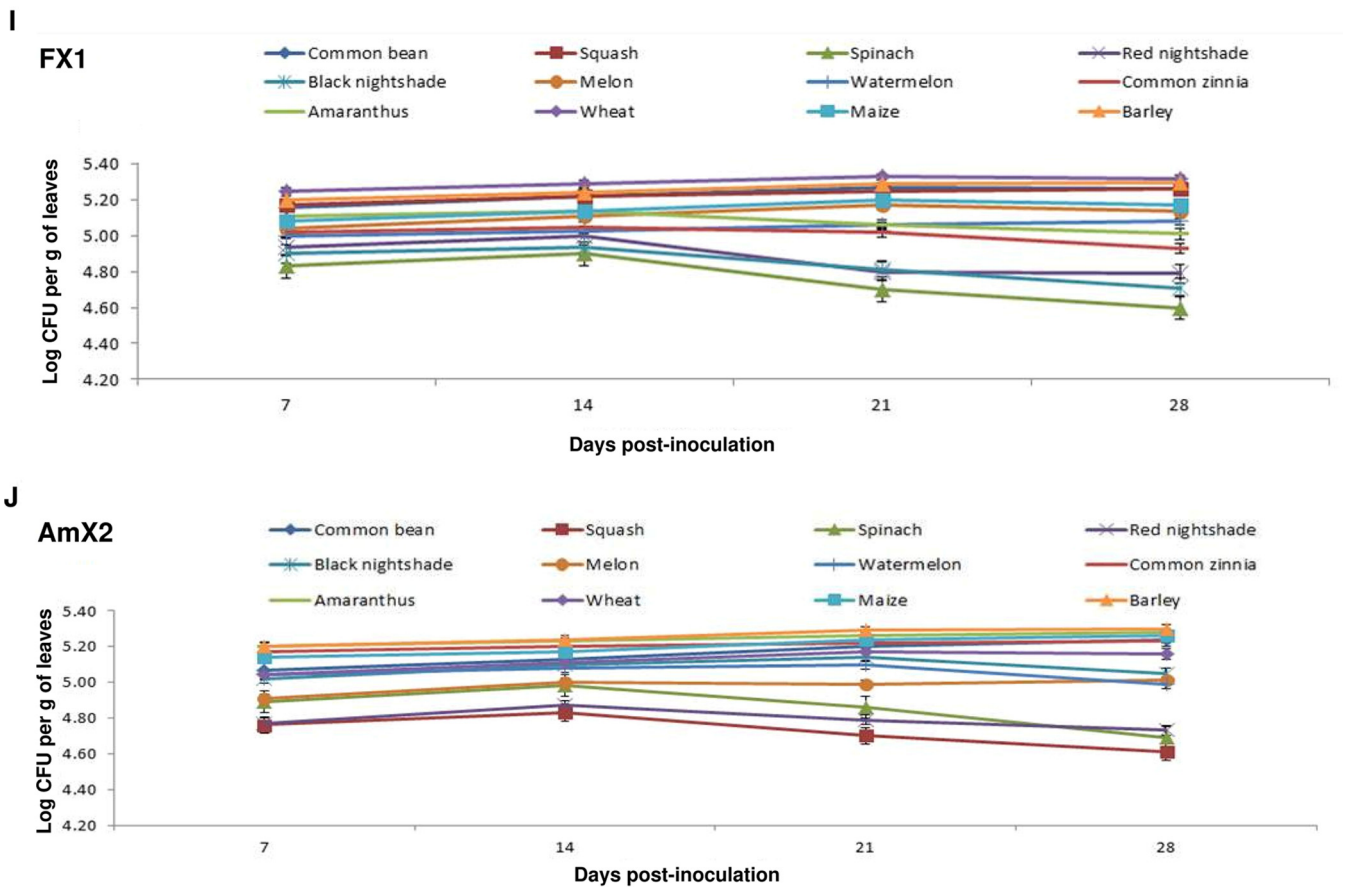 I
FX1
Common bean Squash Spinach Red nightshade
Black nightshade Melon Watermelon Common zinnia
Amaranthus Wheat Maize Barley
Log CFU per g of leaves
5.40
5.20
5.00
4.80
4.60
4.40
4.20
7 14 21 28
Days post-inoculation
J
AmX2
Common bean Squash Spinach Red nightshade
Black nightshade Melon Watermelon Common zinnia
Amaranthus Wheat Maize Barley
Log CFU per g of leaves
5.40
5.20
5.00
4.80
4.60
4.40
4.20
7 14 21 28
Days post-inoculation